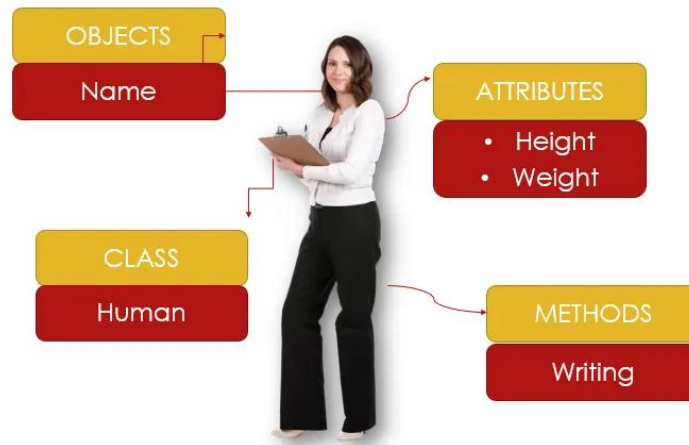 OBJECTS
Name
ATTRIBUTES
• Height
• Weight
CLASS
Human
METHODS
Writing